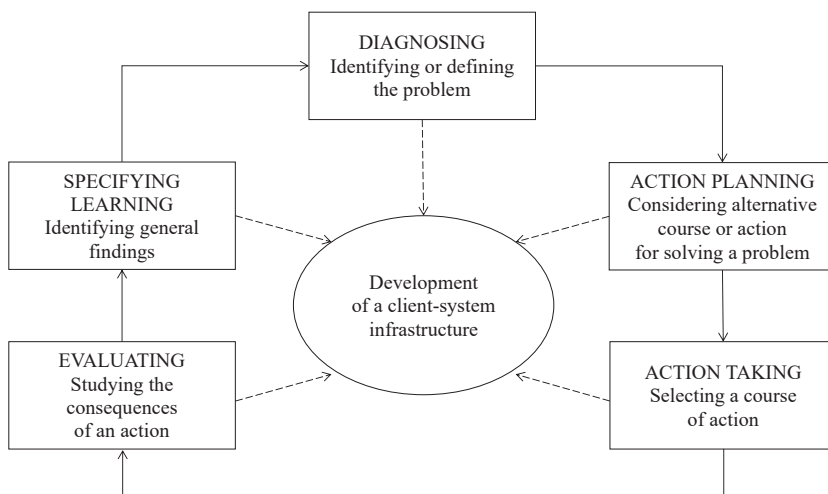 DIAGNOSING
Identifying or defining
the problem
SPECIFYING
LEARNING
Identifying general
findings
ACTION PLANNING
Considering alternative
course or action
for solving a problem
Development
of a client-system
infrastructure
EVALUATING
Studying the
consequences
of an action
ACTION TAKING
Selecting a course
of action